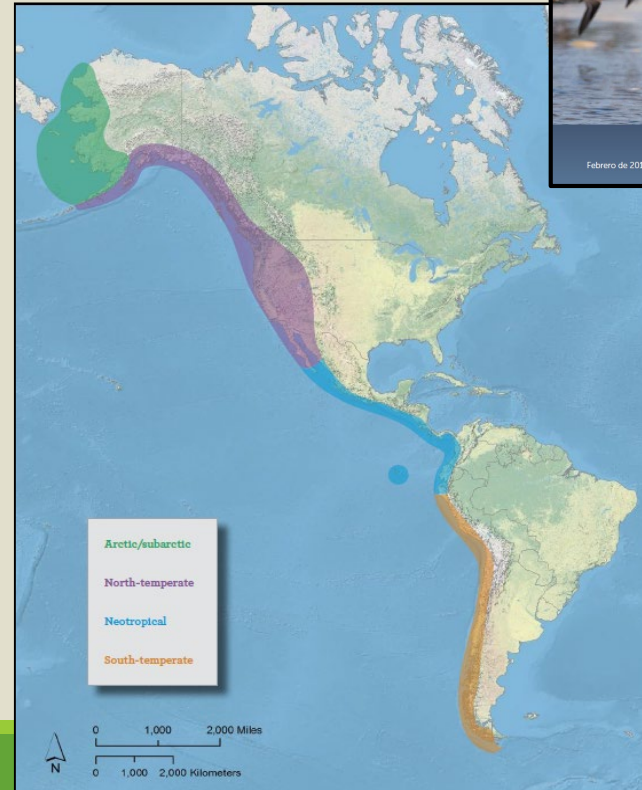 Febrero de 201
Arctic/subarctic
North-temperate
Neotropical
South-temperate
0 1,000 2,000 Miles
N
0 1,000 2,000 Kilometers